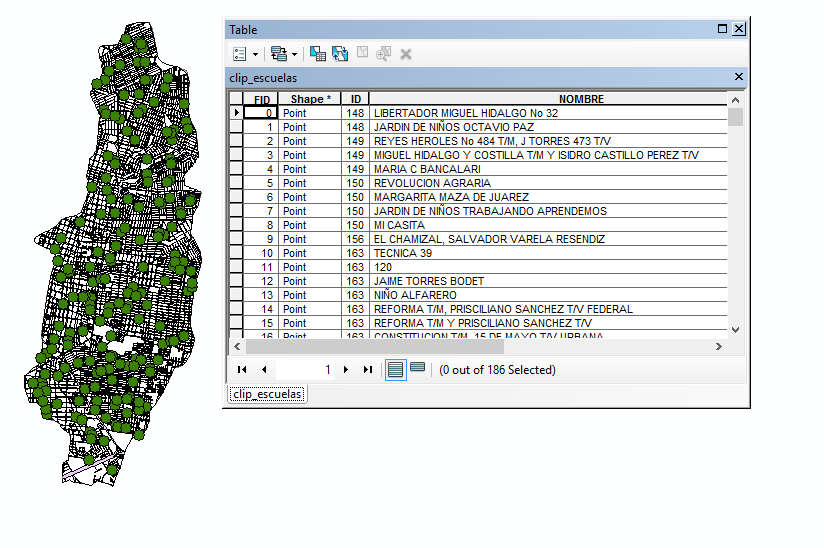 Table
clip_escuelas
FID Shape * ID NOMBRE
0 Point 148 LIBERTADOR MIGUEL HIDALGO No 32
1 Point 148 JARDIN DE NIÑOS OCTAVIO PAZ
2 Point 149 REYES HEROLES No 484 T/M, J TORRES 473 T/V
3 Point 149 MIGUEL HIDALGO Y COSTILLA T/M Y ISIDRO CASTILLO PEREZ T/V
4 Point 149 MARIA C BANCALARI
5 Point 150 REVOLUCION AGRARIA
6 Point 150 MARGARITA MAZA DE JUAREZ
7 Point 150 JARDIN DE NIÑOS TRABAJANDO APRENDEMOS
8 Point 150 MI CASITA
9 Point 156 EL CHAMIZAL, SALVADOR VARELA RESENDIZ
10 Point 163 TECNICA 39
11 Point 163 120
12 Point 163 JAIME TORRES BODET
13 Point 163 NIÑO ALFARERO
14 Point 163 REFORMA T/M, PRISCILIANO SANCHEZ T/V FEDERAL
15 Point 163 REFORMA T/M Y PRISCILIANO SANCHEZ T/V
16 Point 163 CONSTITUCION T/M, 15 DE MAYO T/V URBANA
1 (0 out of 186 Selected)
clip_escuelas